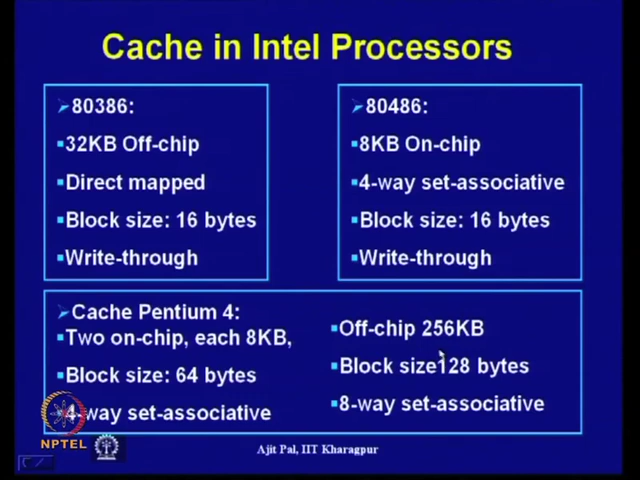 Cache in Intel Processors
➢80386:
▪32KB Off-chip
▪Direct mapped
▪Block size: 16 bytes
▪Write-through
➢80486:
▪8KB On-chip
▪4-way set-associative
▪Block size: 16 bytes
▪Write-through
➢Cache Pentium 4:
▪Two on-chip, each 8KB,
▪Block size: 64 bytes
▪4-way set-associative
▪Off-chip 256KB
▪Block size128 bytes
▪8-way set-associative
NPTEL
Ajit Pal, IIT Kharagpur